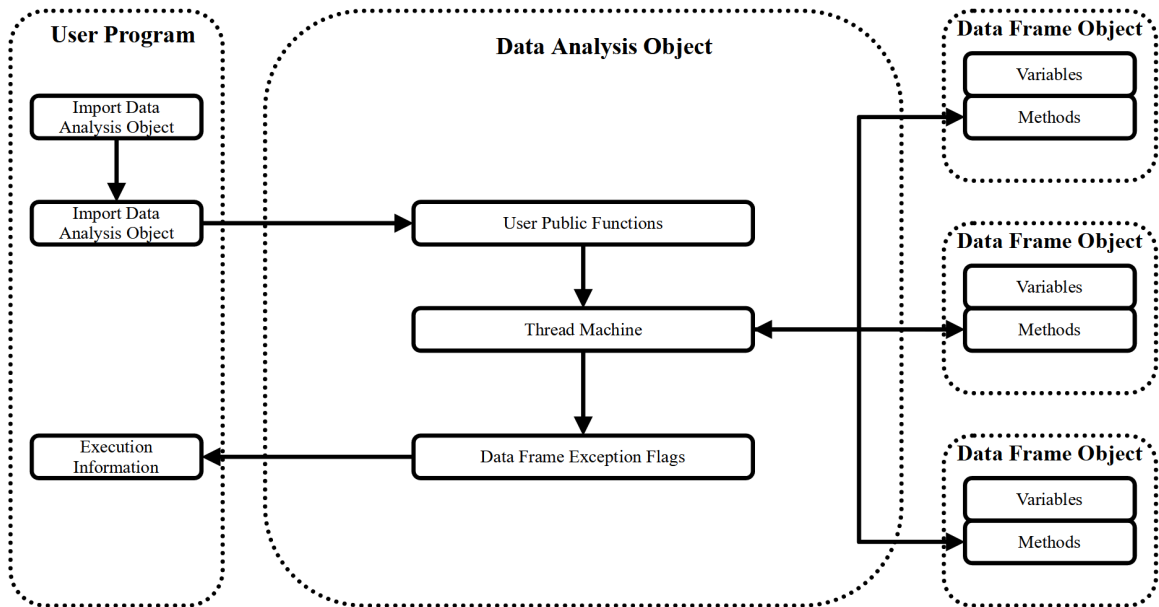 User Program
Import Data
Analysis Object
Import Data
Analysis Object
Execution
Information
Data Analysis Object
User Public Functions
Thread Machine
Data Frame Exception Flags
Data Frame Object
Variables
Methods
Data Frame Object
Variables
Methods
Data Frame Object
Variables
Methods